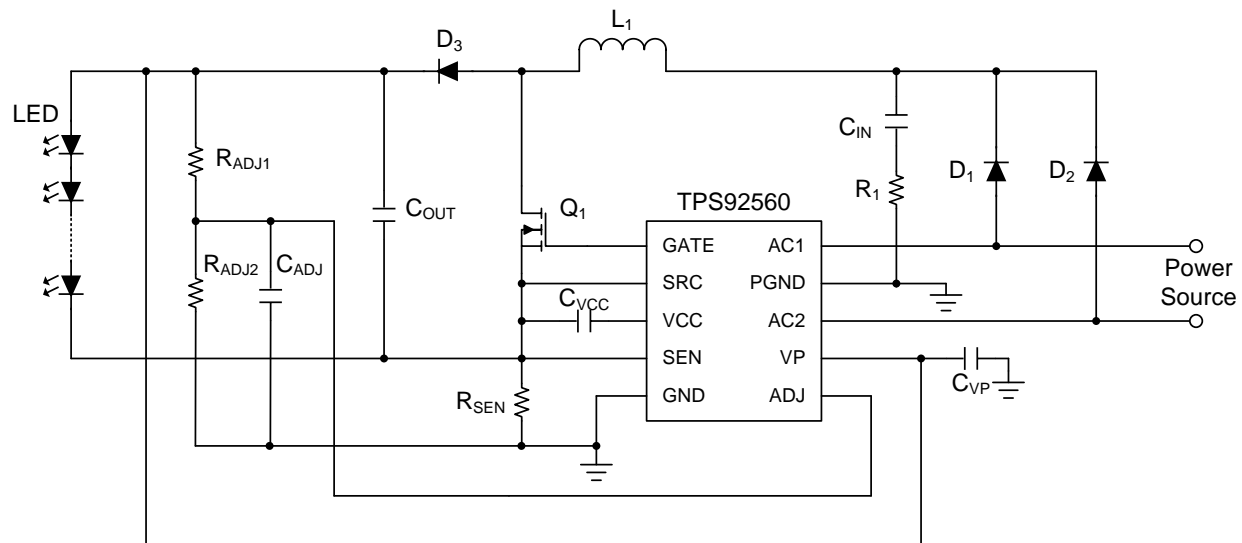 L1
D3
LED
RADJ1
CIN
D1
D2
R1
TPS92560
COUT
Q1
GATE
AC1
RADJ2
CADJ
SRC
PGND
Power
Source
CVCC
VCC
AC2
SEN
VP
CVP
RSEN
GND
ADJ